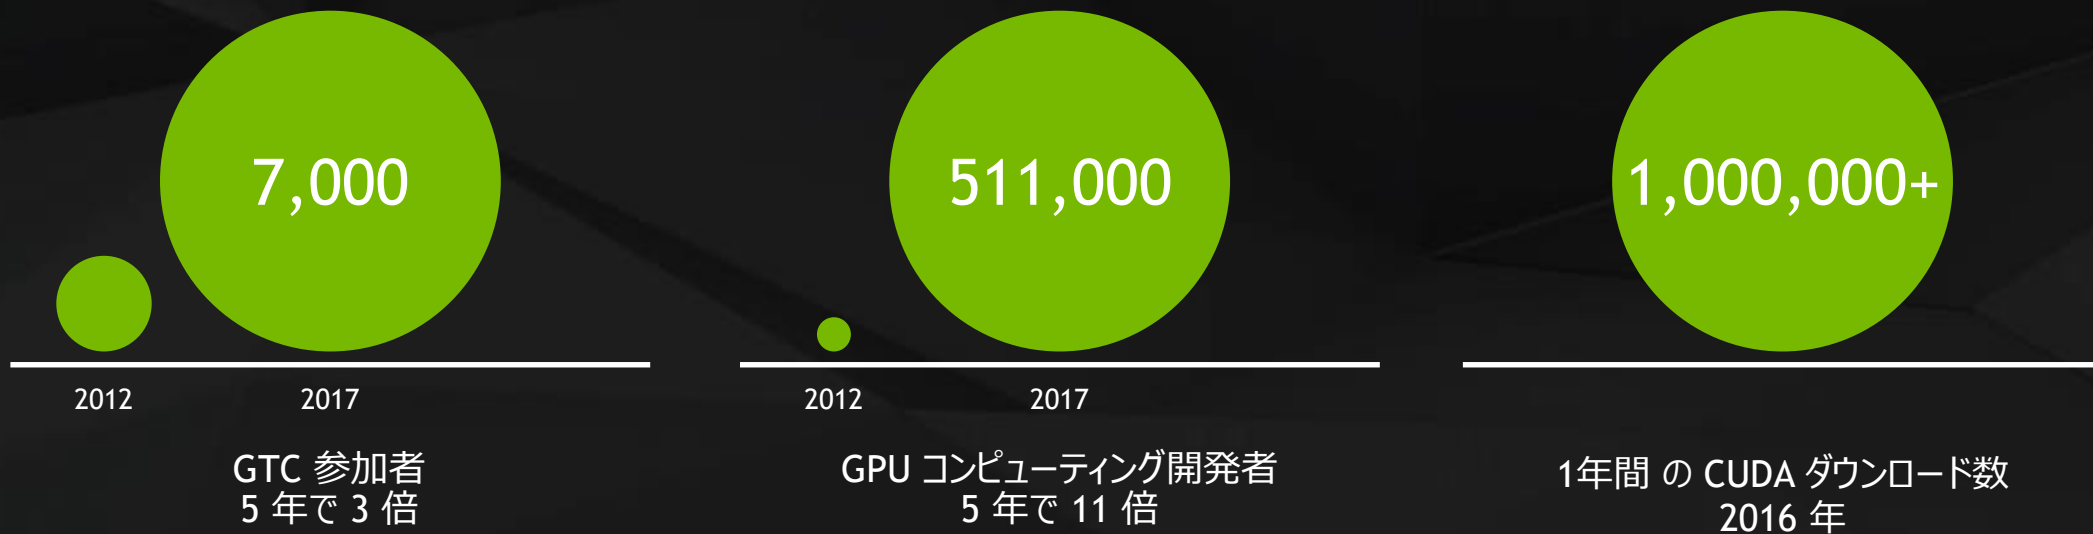 7,000
2012
2017
GTC 参加者
5 年で 3 倍
511,000
2012
2017
GPU コンピューティング開発者
5 年で 11 倍
1,000,000+
1年間 の CUDA ダウンロード数
2016 年